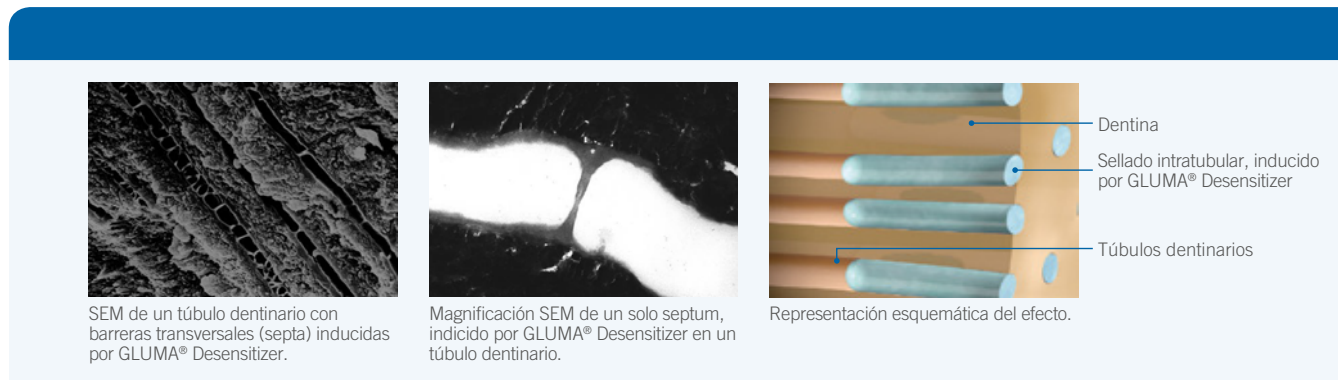 Dentina
Sellado intratubular, inducido
por GLUMA® Desensitizer
Túbulos dentinarios
SEM de un túbulo dentinario con
barreras transversales (septa) inducidas
por GLUMA® Desensitizer.
Magnificación SEM de un solo septum,
indicido por GLUMA® Desensitizer en un
túbulo dentinario.
Representación esquemática del efecto.